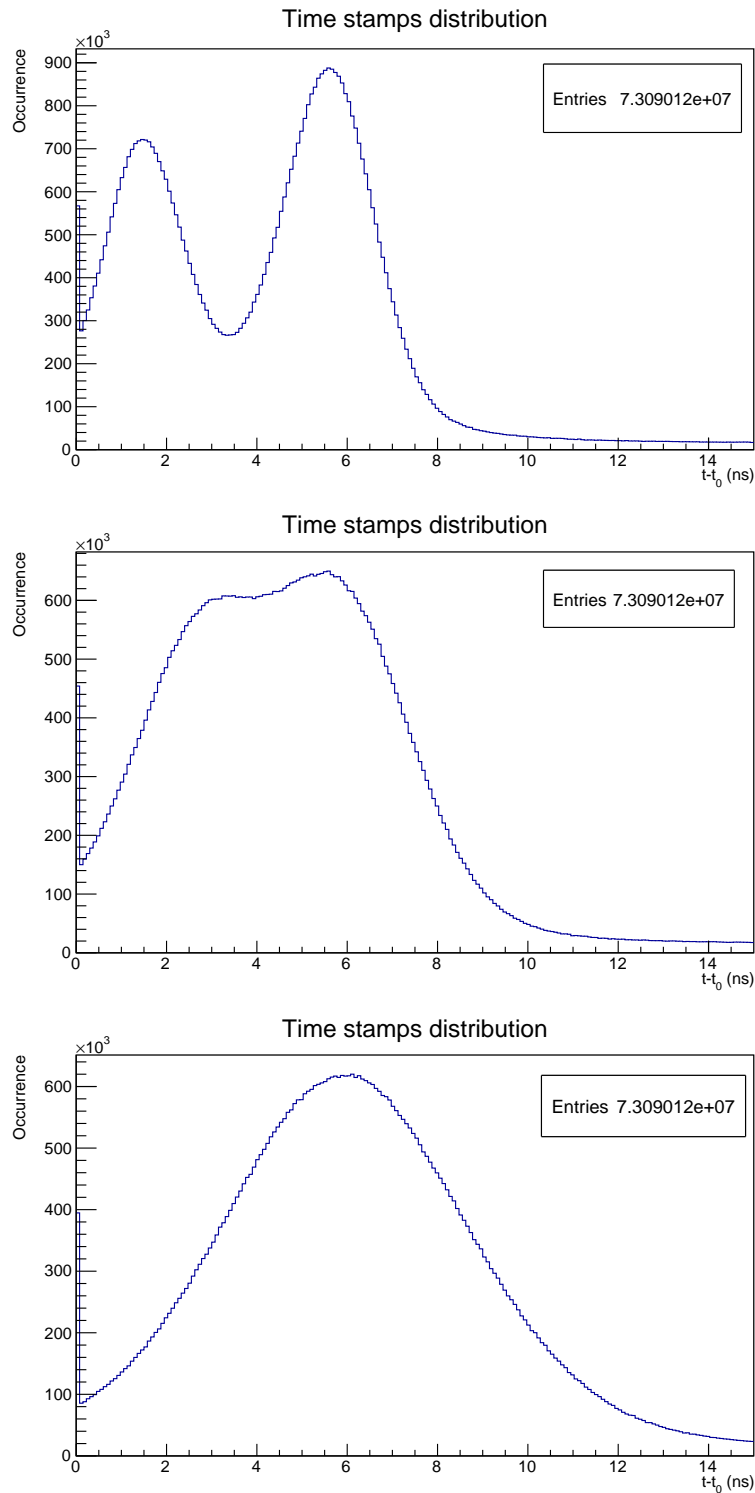 Time stamps distribution
×10³
Occurrence
Entries 7.309012e+07
900
800
700
600
500
400
300
200
100
0
0 2 4 6 8 10 12 14
t-t₀ (ns)
Time stamps distribution
×10³
Occurrence
Entries 7.309012e+07
600
500
400
300
200
100
0
0 2 4 6 8 10 12 14
t-t₀ (ns)
Time stamps distribution
×10³
Occurrence
Entries 7.309012e+07
600
500
400
300
200
100
0
0 2 4 6 8 10 12 14
t-t₀ (ns)